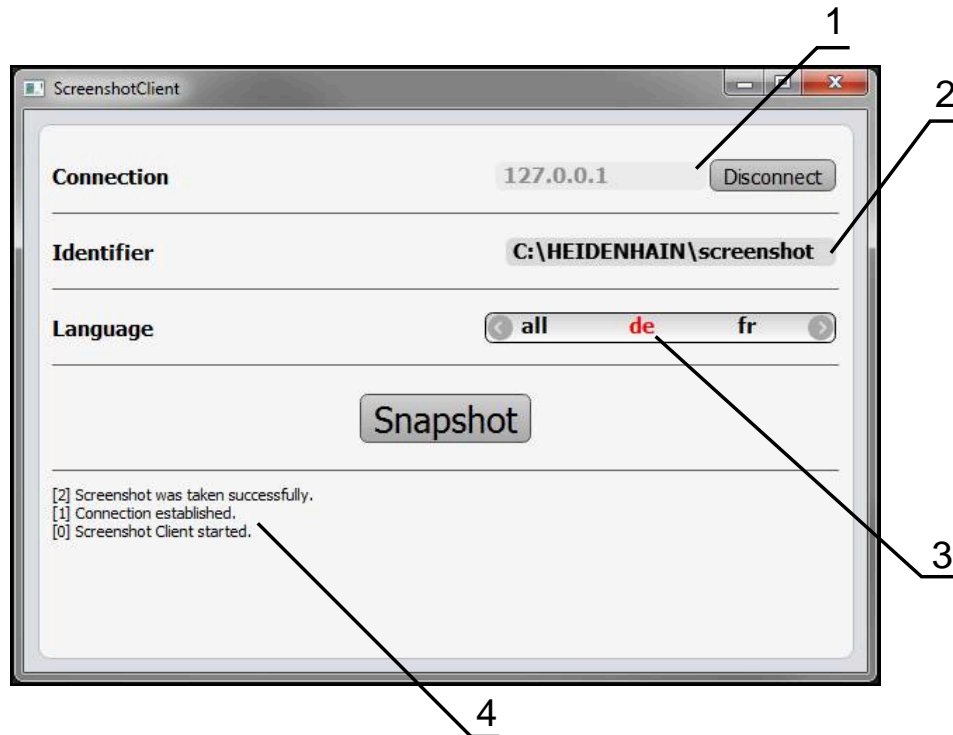 1
ScreenshotClient
2
Connection 127.0.0.1 Disconnect
Identifier C:\HEIDENHAIN\screenshot
Language all de fr
Snapshot
[2] Screenshot was taken successfully.
[1] Connection established.
[0] Screenshot Client started.
3
4